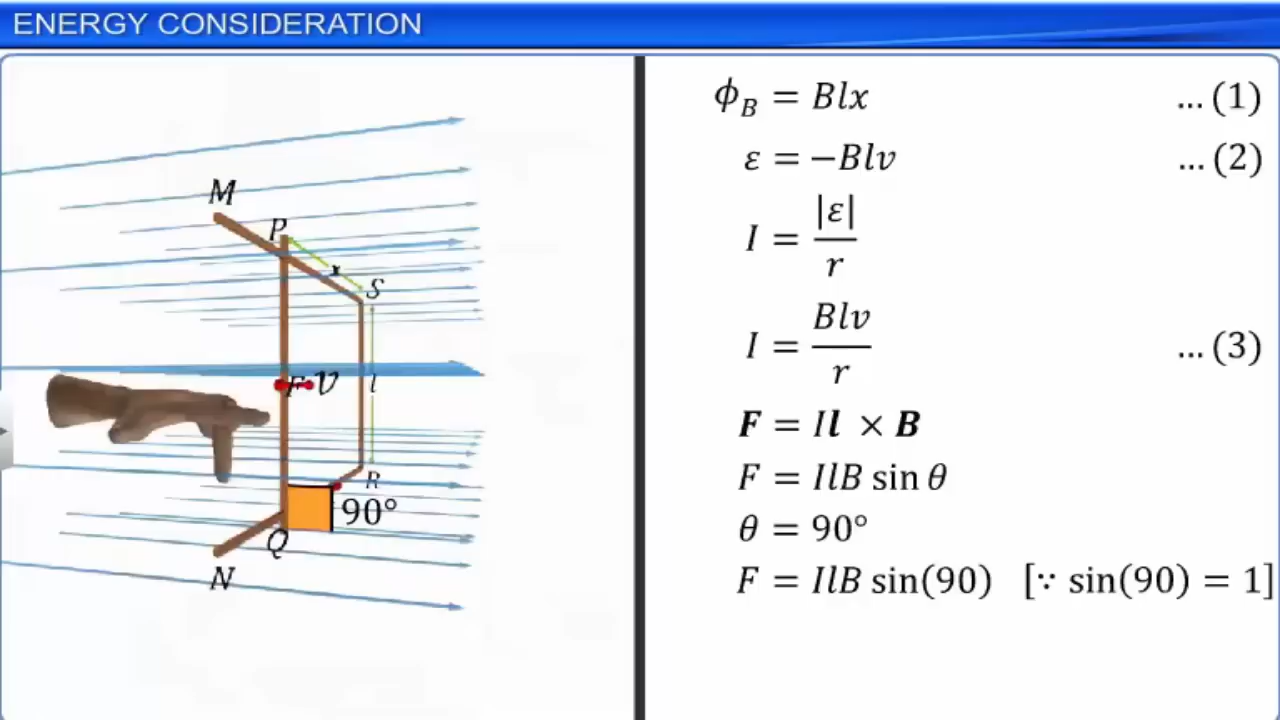 ENERGY CONSIDERATION
M
P
x
S
F v
l
R
90°
Q
N
ϕ_B = Blx ... (1)
ε = −Blv ... (2)
I = |ε| / r
I = Blv / r ... (3)
F = Il × B
F = IlB sin θ
θ = 90°
F = IlB sin(90) [∵ sin(90) = 1]